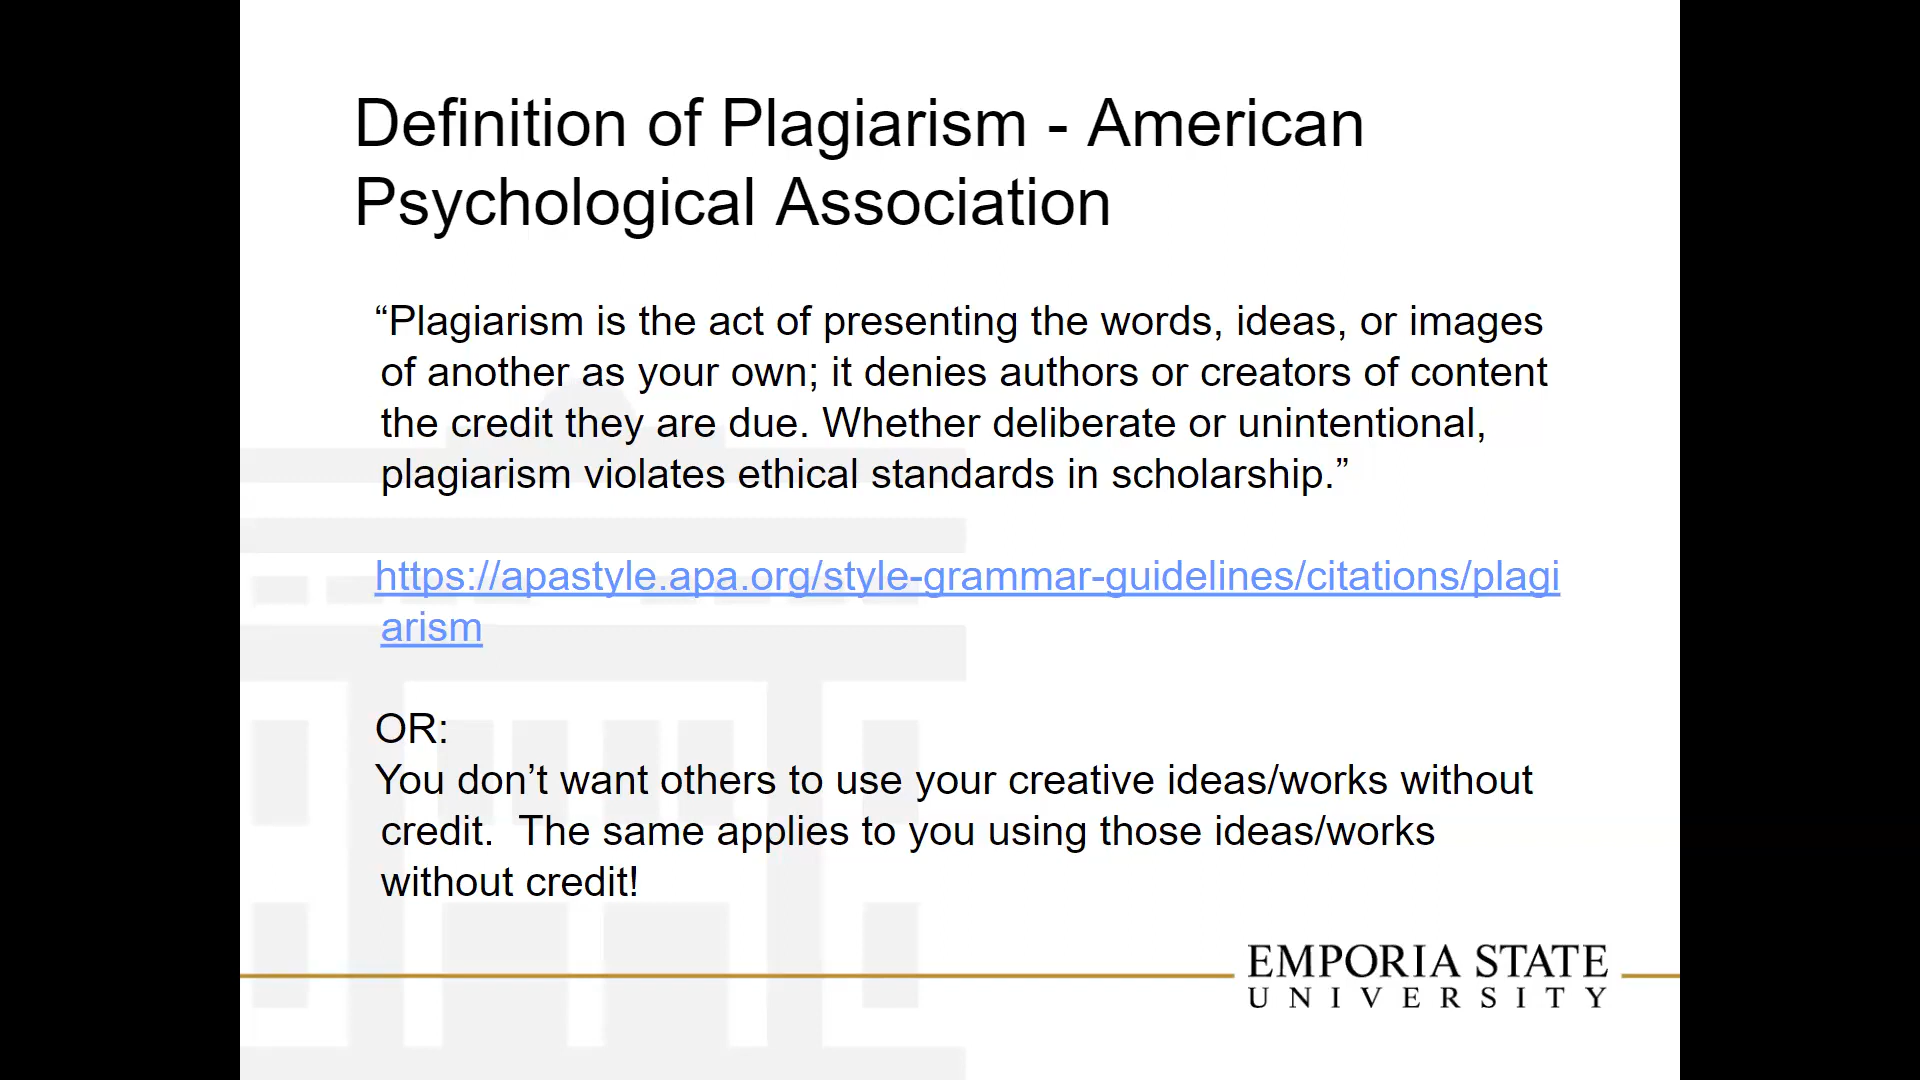 Definition of Plagiarism - American
Psychological Association
“Plagiarism is the act of presenting the words, ideas, or images
of another as your own; it denies authors or creators of content
the credit they are due. Whether deliberate or unintentional,
plagiarism violates ethical standards in scholarship.”
https://apastyle.apa.org/style-grammar-guidelines/citations/plagi
arism
OR:
You don’t want others to use your creative ideas/works without
credit.  The same applies to you using those ideas/works
without credit!
EMPORIA STATE
UNIVERSITY